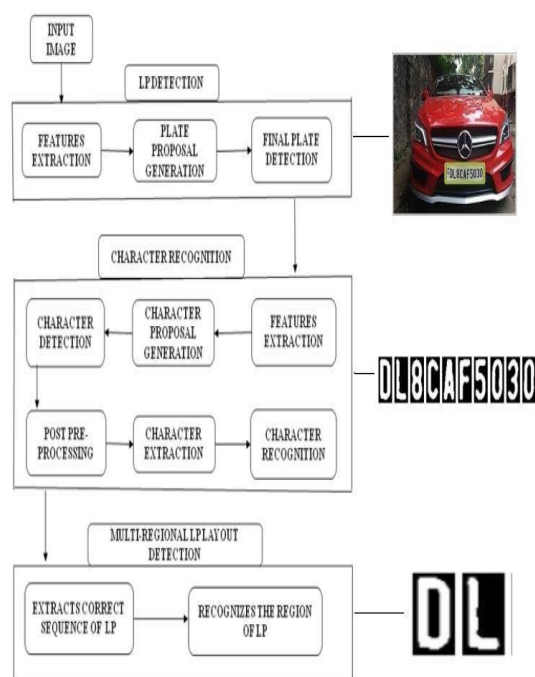 INPUT
IMAGE
LP DETECTION
FEATURES
EXTRACTION
PLATE
PROPOSAL
GENERATION
FINAL PLATE
DETECTION
DL8CAF5030
CHARACTER RECOGNITION
CHARACTER
DETECTION
CHARACTER
PROPOSAL
GENERATION
FEATURES
EXTRACTION
DL8CAF5030
POST PRE-
PROCESSING
CHARACTER
EXTRACTION
CHARACTER
RECOGNITION
MULTI-REGIONAL LP LAYOUT
DETECTION
EXTRACTS CORRECT
SEQUENCE OF LP
RECOGNIZES THE REGION
OF LP
DL